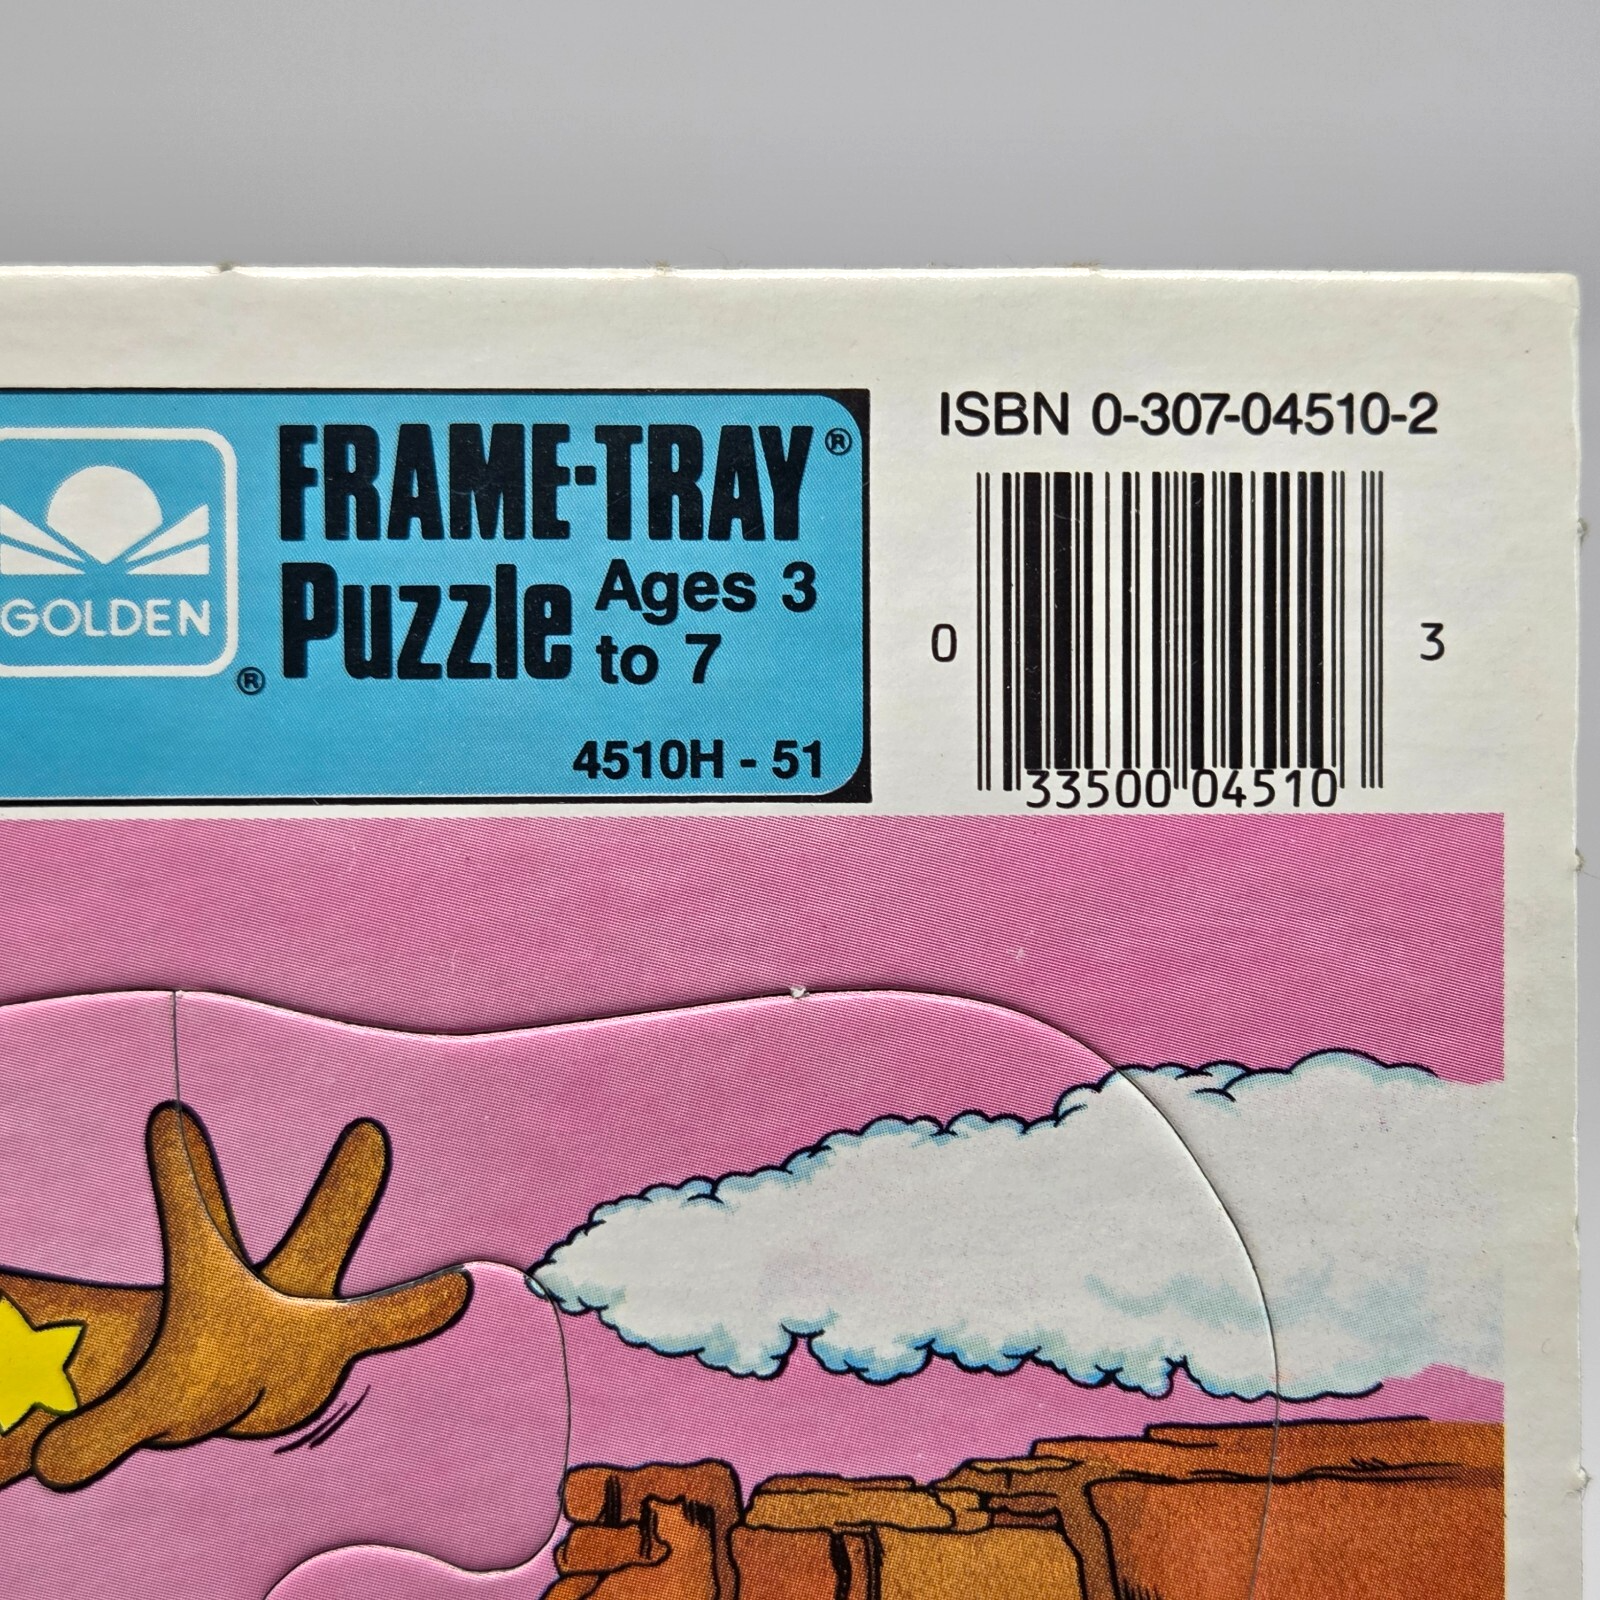 GOLDEN®
FRAME-TRAY®
Puzzle Ages 3
to 7
4510H - 51
ISBN 0-307-04510-2
0 33500 04510 3